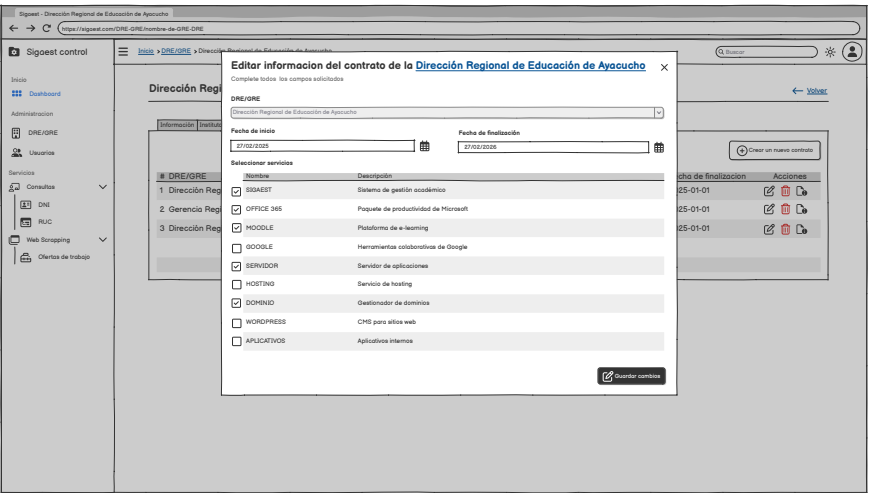 Sigaest - Dirección Regional de Educación de Ayacucho
https://sigaest.com/DRE-GRE/nombre-de-GRE-DRE
Sigaest control
Inicio > DRE/GRE > Dirección Regional de Educación de Ayacucho
Buscar
Inicio
Dashboard
Administracion
DRE/GRE
Usuarios
Servicios
Consultas
DNI
RUC
Web Scrapping
Ofertas de trabajo
Dirección Regi
Volver
Información
Instituto
Crear un nuevo contrato
# DRE/GRE
cha de finalizacion Acciones
1 Dirección Reg
25-01-01
2 Gerencia Regi
25-01-01
3 Dirección Reg
25-01-01
Editar informacion del contrato de la Dirección Regional de Educación de Ayacucho
Complete todos los campos solicitados
DRE/GRE
Dirección Regional de Educación de Ayacucho
Fecha de inicio Fecha de finalización
27/02/2025 27/02/2026
Seleccionar servicios
Nombre Descripción
SIGAEST Sistema de gestión académico
OFFICE 365 Paquete de productividad de Microsoft
MOODLE Plataforma de e-learning
GOOGLE Herramientas colaborativas de Google
SERVIDOR Servidor de aplicaciones
HOSTING Servicio de hosting
DOMINIO Gestionador de dominios
WORDPRESS CMS para sitios web
APLICATIVOS Aplicativos internos
Guardar cambios